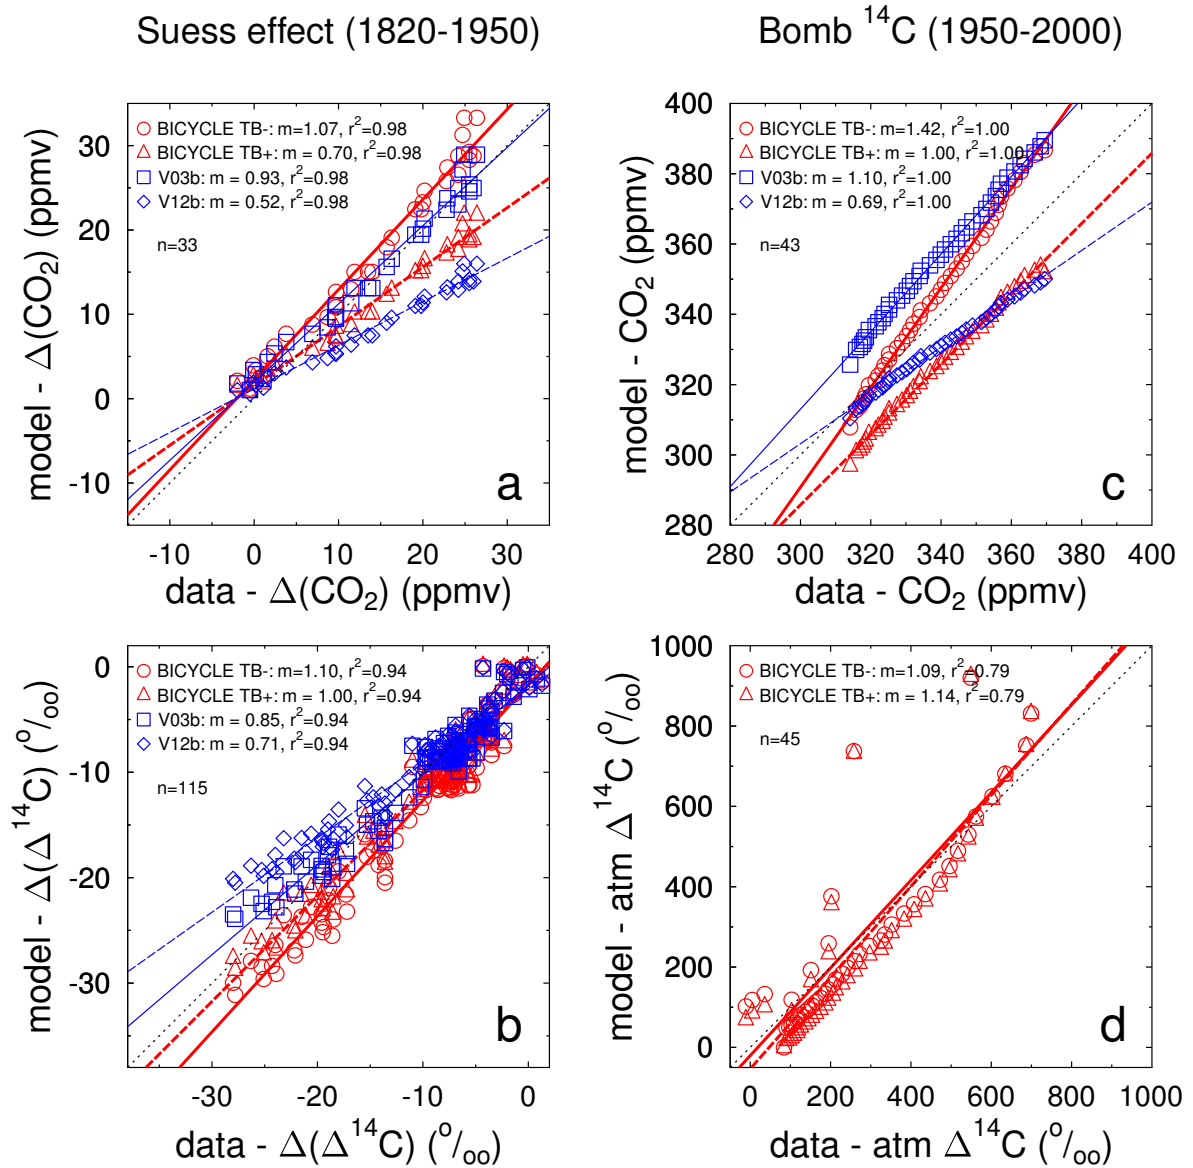 Suess effect (1820-1950)
Bomb ¹⁴C (1950-2000)
model - Δ(CO₂) (ppmv)
30
20
10
0
-10
BICYCLE TB-: m=1.07, r²=0.98
BICYCLE TB+: m = 0.70, r²=0.98
V03b: m = 0.93, r²=0.98
V12b: m = 0.52, r²=0.98
n=33
a
-10 0 10 20 30
data - Δ(CO₂) (ppmv)
model - CO₂ (ppmv)
400
380
360
340
320
300
280
BICYCLE TB-: m=1.42, r²=1.00
BICYCLE TB+: m = 1.00, r²=1.00
V03b: m = 1.10, r²=1.00
V12b: m = 0.69, r²=1.00
n=43
c
280 300 320 340 360 380 400
data - CO₂ (ppmv)
model - Δ(Δ¹⁴C) (°/₀₀)
0
-10
-20
-30
BICYCLE TB-: m=1.10, r²=0.94
BICYCLE TB+: m = 1.00, r²=0.94
V03b: m = 0.85, r²=0.94
V12b: m = 0.71, r²=0.94
n=115
b
-30 -20 -10 0
data - Δ(Δ¹⁴C) (°/₀₀)
model - atm Δ¹⁴C (°/₀₀)
1000
800
600
400
200
0
BICYCLE TB-: m=1.09, r²=0.79
BICYCLE TB+: m = 1.14, r²=0.79
n=45
d
0 200 400 600 800 1000
data - atm Δ¹⁴C (°/₀₀)